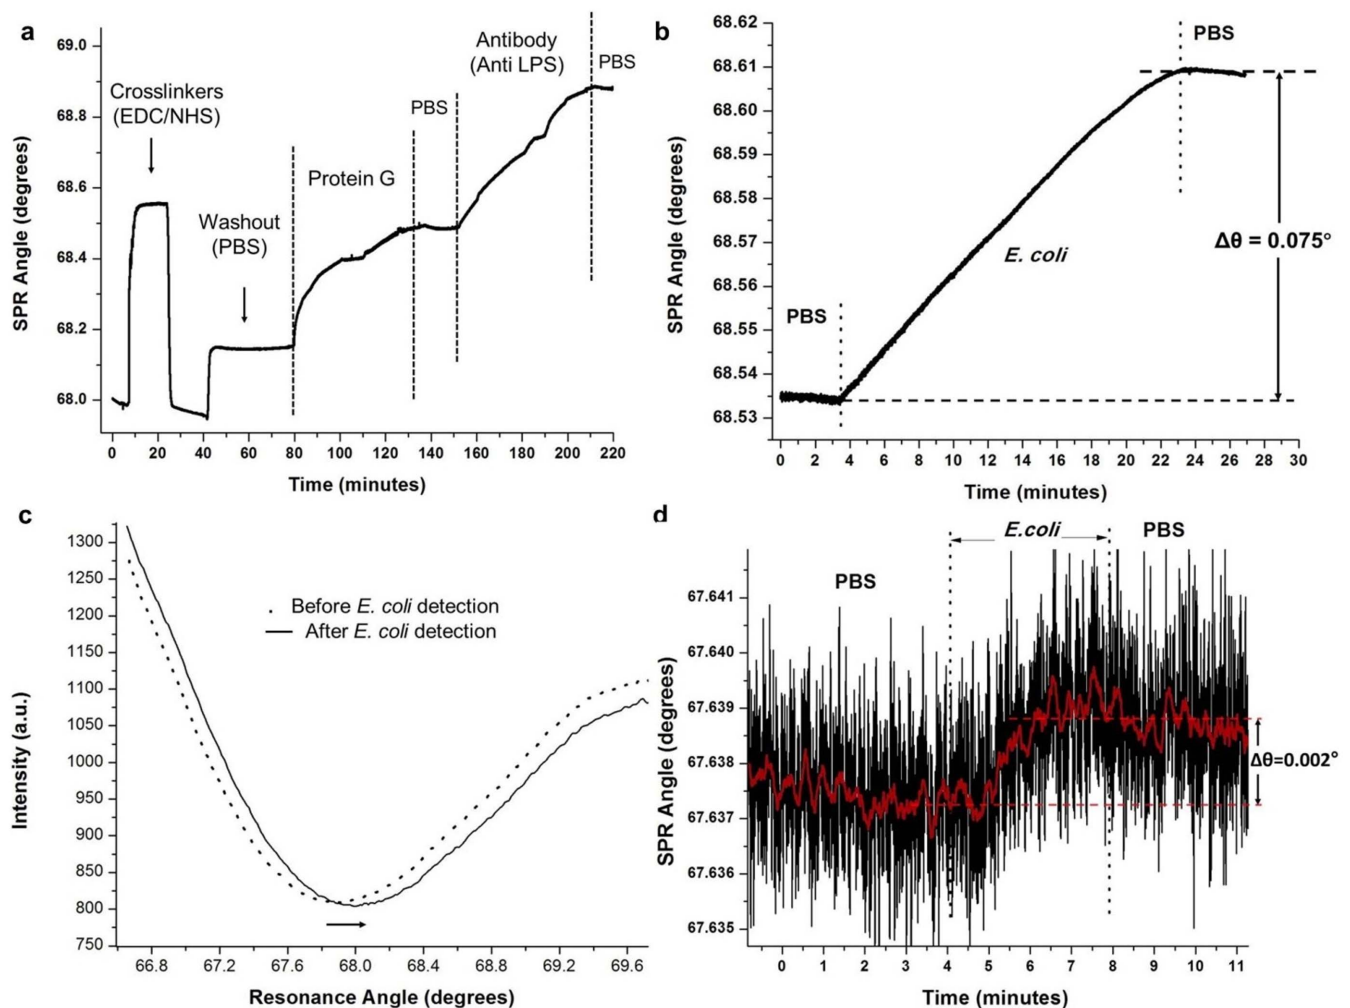 a
69.0
68.8
68.6
68.4
68.2
68.0
SPR Angle (degrees)
Crosslinkers
(EDC/NHS)
Washout
(PBS)
Protein G
PBS
Antibody
(Anti LPS)
PBS
0 20 40 60 80 100 120 140 160 180 200 220
Time (minutes)
b
68.62
68.61
68.60
68.59
68.58
68.57
68.56
68.55
68.54
68.53
SPR Angle (degrees)
PBS
E. coli
PBS
Δθ = 0.075°
0 2 4 6 8 10 12 14 16 18 20 22 24 26 28 30
Time (minutes)
c
1300
1250
1200
1150
1100
1050
1000
950
900
850
800
750
Intensity (a.u.)
Before E. coli detection
After E. coli detection
66.8 67.2 67.6 68.0 68.4 68.8 69.2 69.6
Resonance Angle (degrees)
d
67.641
67.640
67.639
67.638
67.637
67.636
67.635
SPR Angle (degrees)
PBS
E.coli
PBS
Δθ=0.002°
0 1 2 3 4 5 6 7 8 9 10 11
Time (minutes)